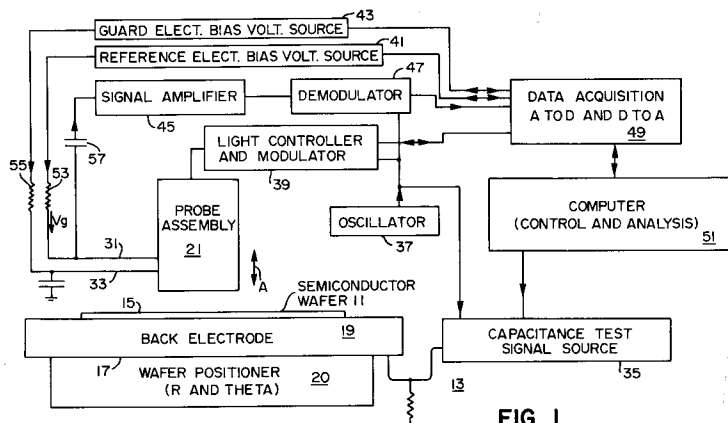 GUARD ELECT. BIAS VOLT. SOURCE
43
REFERENCE ELECT. BIAS VOLT. SOURCE
41
47
SIGNAL AMPLIFIER
DEMODULATOR
45
DATA ACQUISITION
A TO D AND D TO A
49
57
LIGHT CONTROLLER
AND MODULATOR
39
55
53
Vg
PROBE
ASSEMBLY
21
OSCILLATOR
37
COMPUTER
(CONTROL AND ANALYSIS)
51
31
33
A
SEMICONDUCTOR
WAFER 11
15
BACK ELECTRODE
19
17
WAFER POSITIONER
(R AND THETA)
20
CAPACITANCE TEST
SIGNAL SOURCE
35
13
FIG. 1